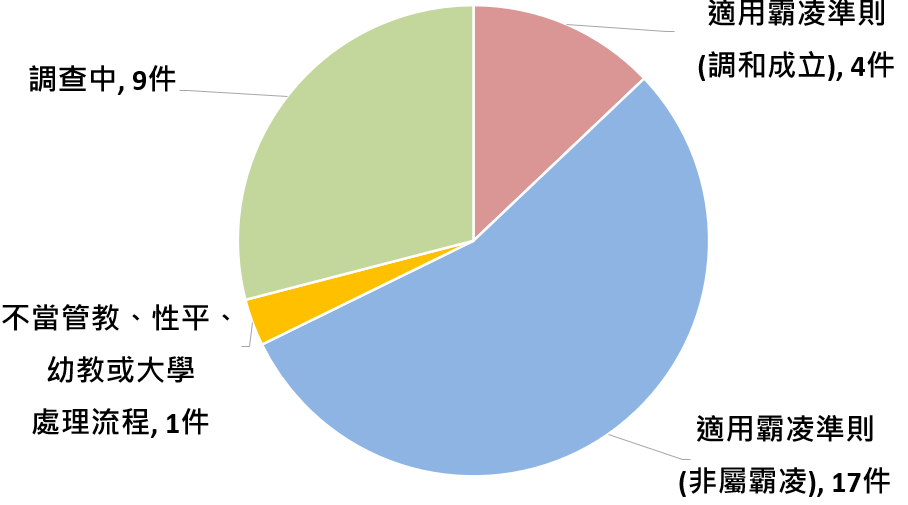 適用霸凌準則
(調和成立), 4件
調查中, 9件
不當管教、性平、
幼教或大學
處理流程, 1件
適用霸凌準則
(非屬霸凌), 17件